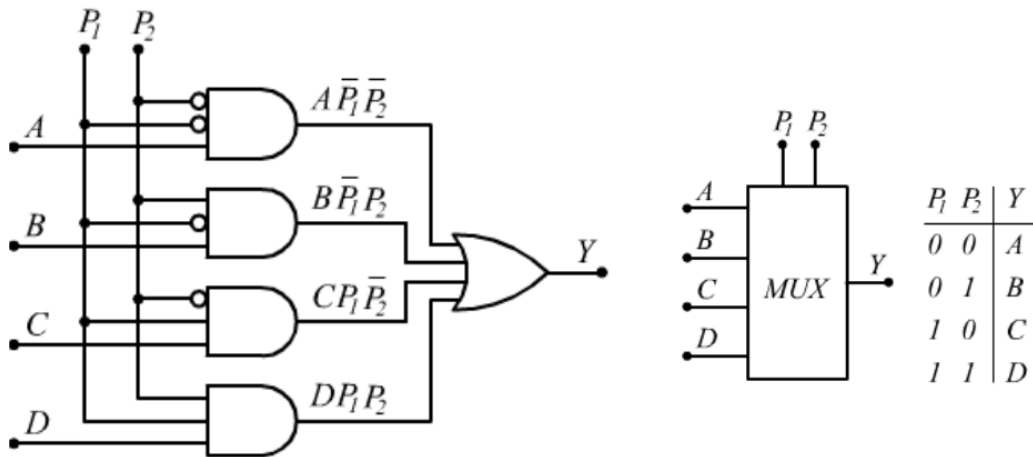 P₁ P₂
A
A P̅₁ P̅₂
B
B P̅₁ P₂
C
C P₁ P̅₂
D
D P₁ P₂
Y
P₁ P₂
A
B
C
D
MUX
Y
P₁ P₂ Y
0 0 A
0 1 B
1 0 C
1 1 D